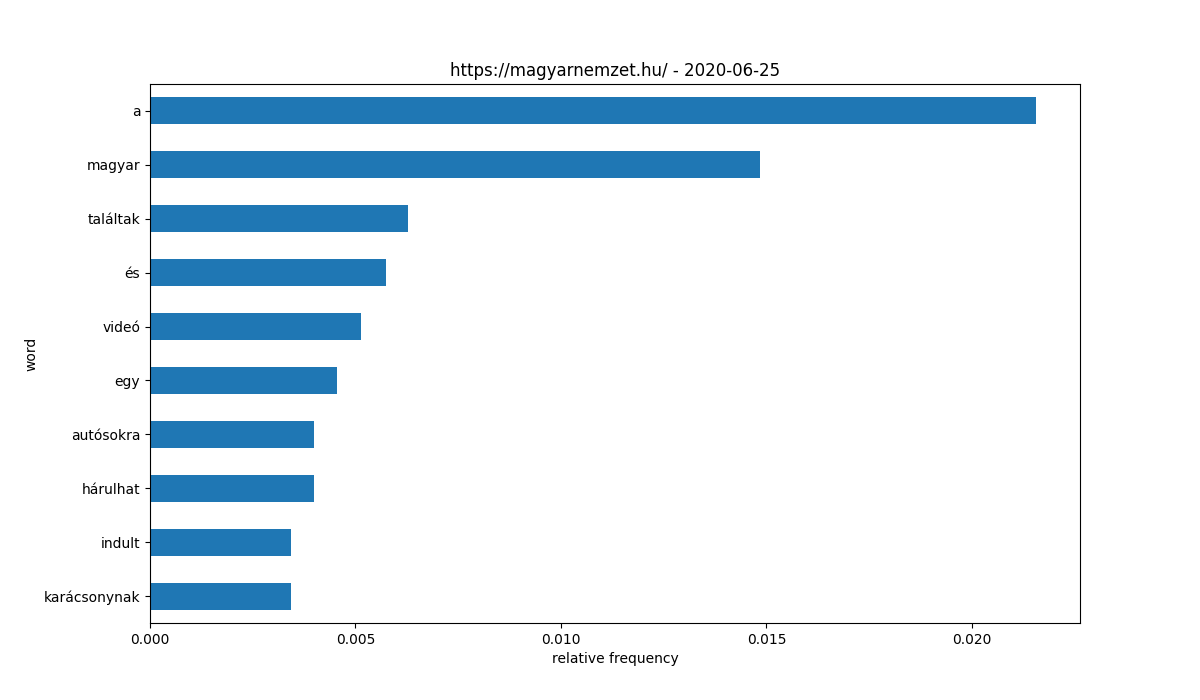 https://magyarnemzet.hu/ - 2020-06-25
a
magyar
találtak
és
videó
egy
autósokra
hárulhat
indult
karácsonynak
word
0.000 0.005 0.010 0.015 0.020
relative frequency